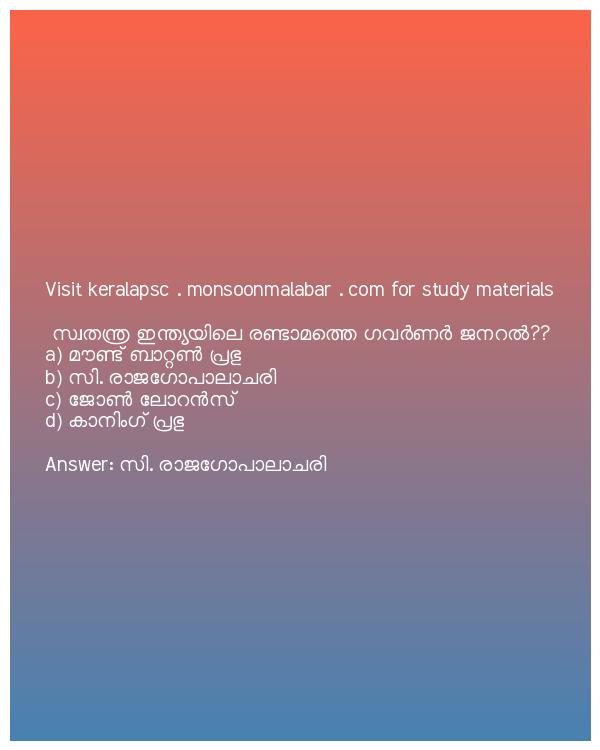 Visit keralapsc . monsoonmalabar . com for study materials
സ്വതന്ത്ര ഇന്ത്യയിലെ രണ്ടാമത്തെ ഗവർണർ ജനറൽ??
a) മൗണ്ട് ബാറ്റൺ പ്രഭു
b) സി. രാജഗോപാലാചരി
c) ജോൺ ലോറൻസ്
d) കാനിംഗ് പ്രഭു
Answer: സി. രാജഗോപാലാചരി